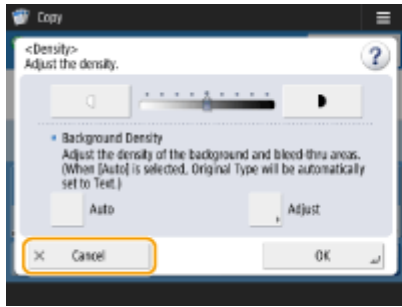 Copy
<Density>
Adjust the density.
?
Background Density
Adjust the density of the background and bleed-thru areas.
(When [Auto] is selected, Original Type will be automatically
set to Text.)
Auto Adjust
× Cancel OK